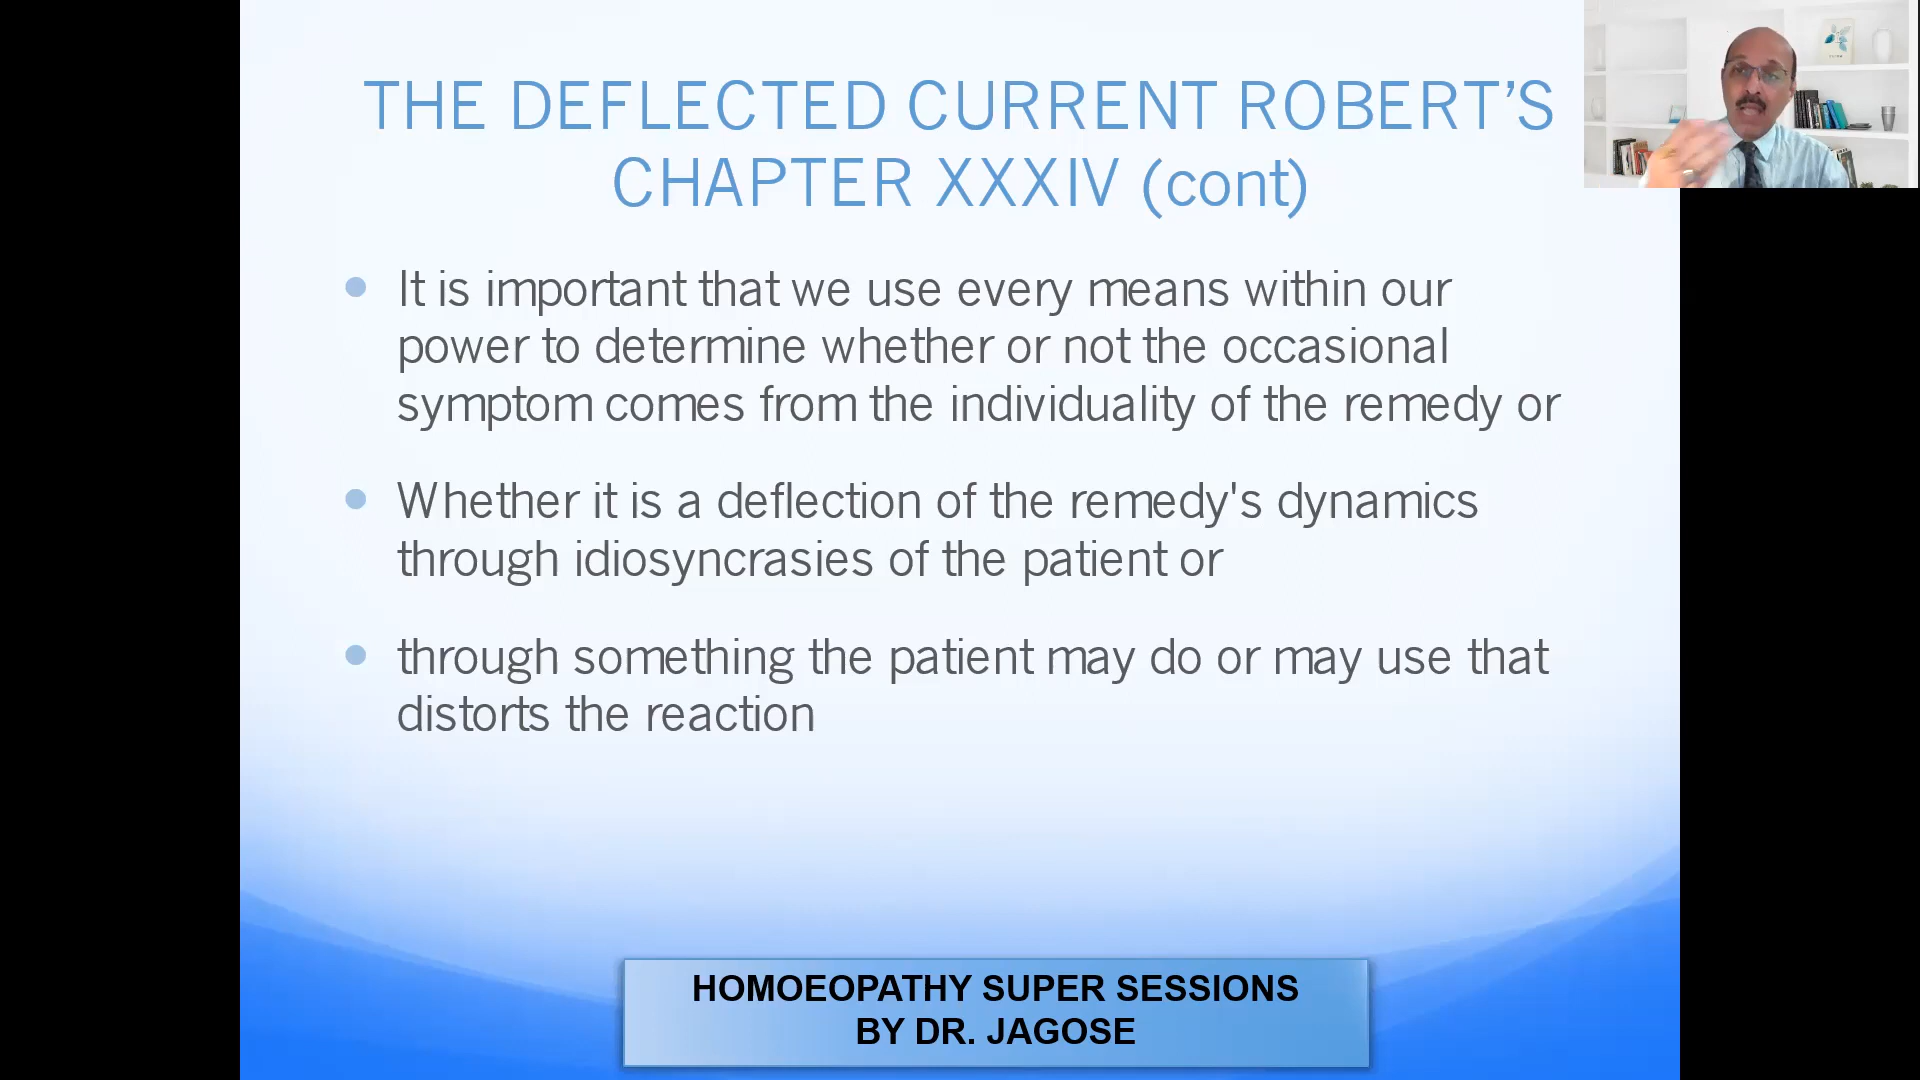 THE DEFLECTED CURRENT ROBERT’S
CHAPTER XXXIV (cont)
It is important that we use every means within our
power to determine whether or not the occasional
symptom comes from the individuality of the remedy or
Whether it is a deflection of the remedy's dynamics
through idiosyncrasies of the patient or
through something the patient may do or may use that
distorts the reaction
HOMOEOPATHY SUPER SESSIONS
BY DR. JAGOSE